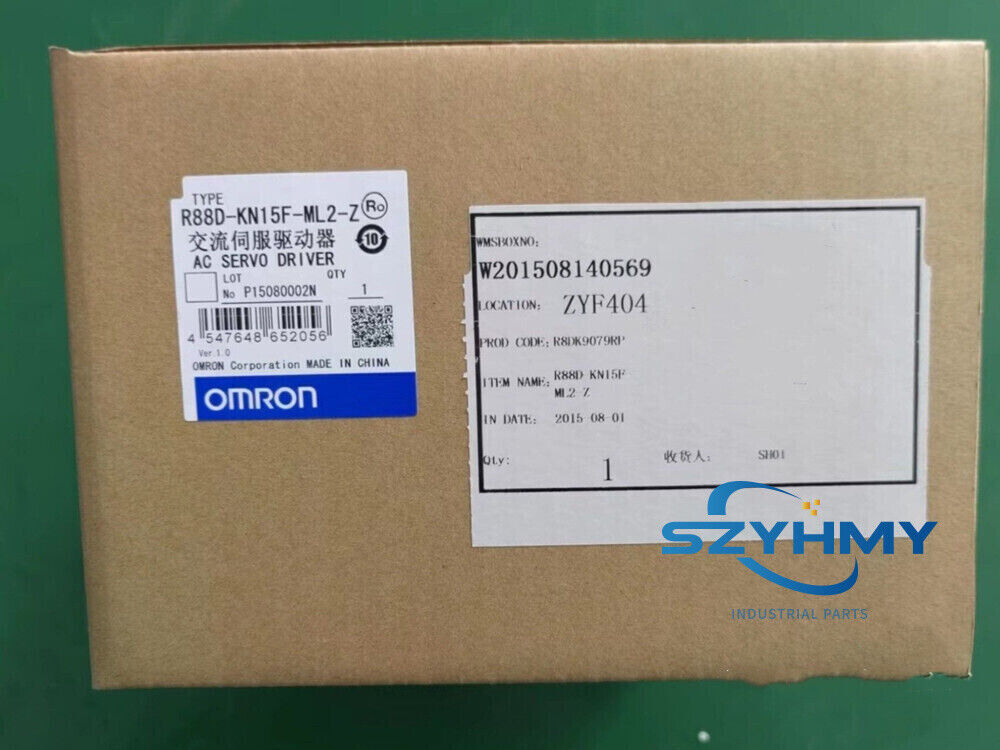 TYPE
R88D-KN15F-ML2-Z Ro
交流伺服驱动器 10
AC SERVO DRIVER
LOT QTY
No P15080002N 1
4 547648 652056
Ver.1.0
OMRON Corporation MADE IN CHINA
OMRON
WMSBOXNO:
W201508140569
LOCATION: ZYF404
PROD CODE: R8DK9079RP
ITEM NAME: R88D KN15F
ML2-Z
IN DATE: 2015-08-01
Qty: 1 收货人: SH01
SZYHMY
INDUSTRIAL PARTS